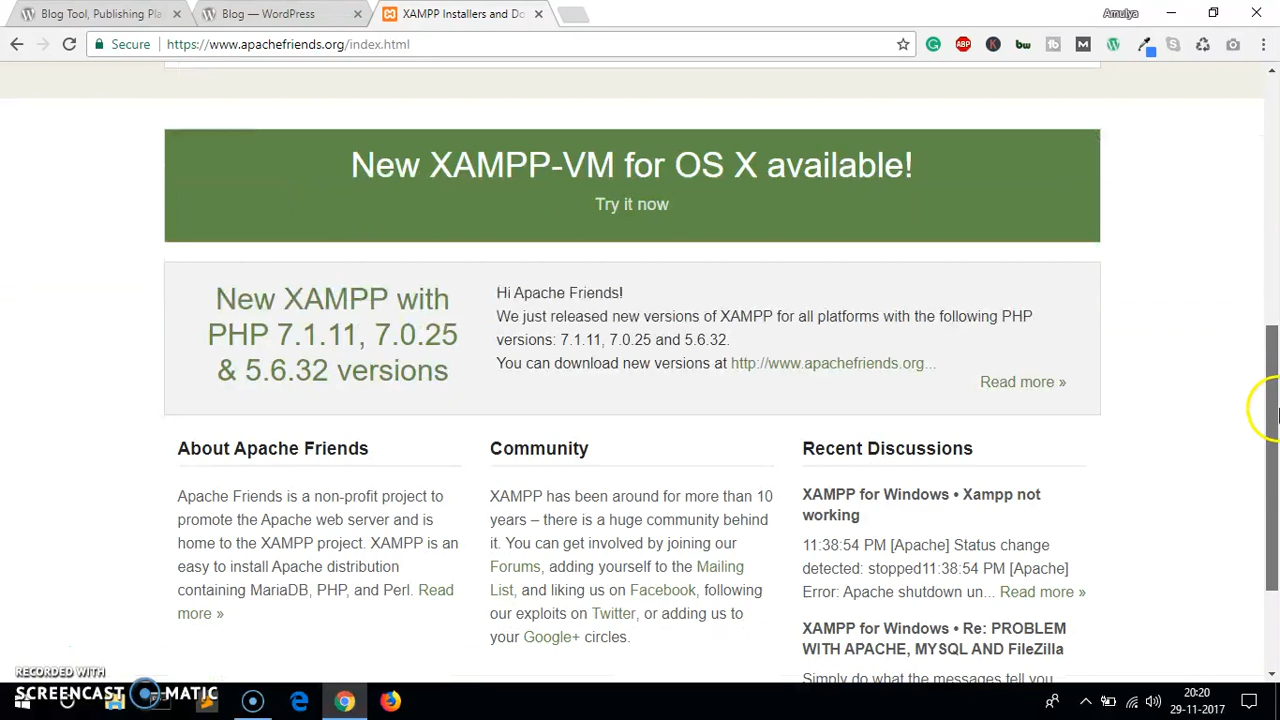 Blog Tool, Publishing Pla
Blog — WordPress
XAMPP Installers and Do
Amulya
Secure
https://www.apachefriends.org/index.html
New XAMPP-VM for OS X available!
Try it now
New XAMPP with
PHP 7.1.11, 7.0.25
& 5.6.32 versions
Hi Apache Friends!
We just released new versions of XAMPP for all platforms with the following PHP
versions: 7.1.11, 7.0.25 and 5.6.32.
You can download new versions at http://www.apachefriends.org...
Read more »
About Apache Friends
Apache Friends is a non-profit project to
promote the Apache web server and is
home to the XAMPP project. XAMPP is an
easy to install Apache distribution
containing MariaDB, PHP, and Perl. Read
more »
Community
XAMPP has been around for more than 10
years – there is a huge community behind
it. You can get involved by joining our
Forums, adding yourself to the Mailing
List, and liking us on Facebook, following
our exploits on Twitter, or adding us to
your Google+ circles.
Recent Discussions
XAMPP for Windows • Xampp not
working
11:38:54 PM [Apache] Status change
detected: stopped11:38:54 PM [Apache]
Error: Apache shutdown un... Read more »
XAMPP for Windows • Re: PROBLEM
WITH APACHE, MYSQL AND FileZilla
Simply do what the messages tell you
RECORDED WITH
SCREENCAST MATIC
20:20
29-11-2017